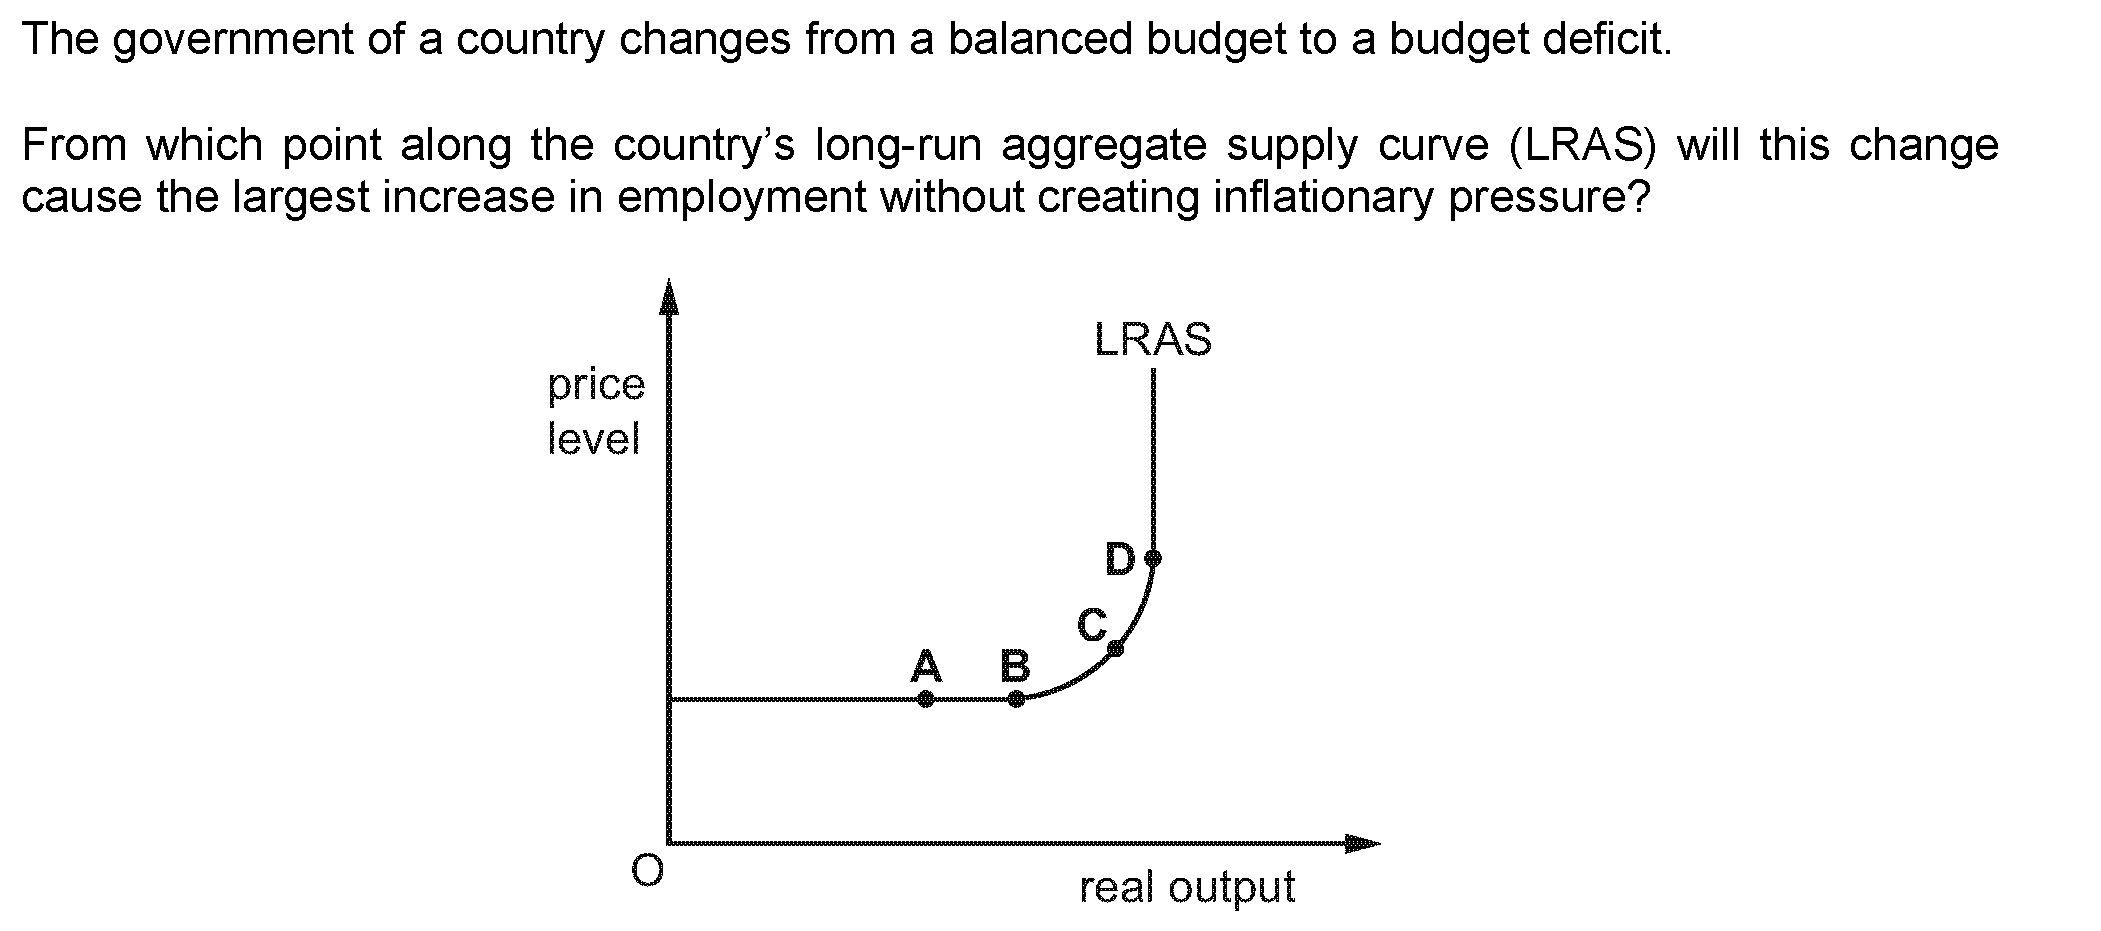 The government of a country changes from a balanced budget to a budget deficit.
From which point along the country’s long-run aggregate supply curve (LRAS) will this change
cause the largest increase in employment without creating inflationary pressure?
LRAS
price
level
D
C
A B
O
real output